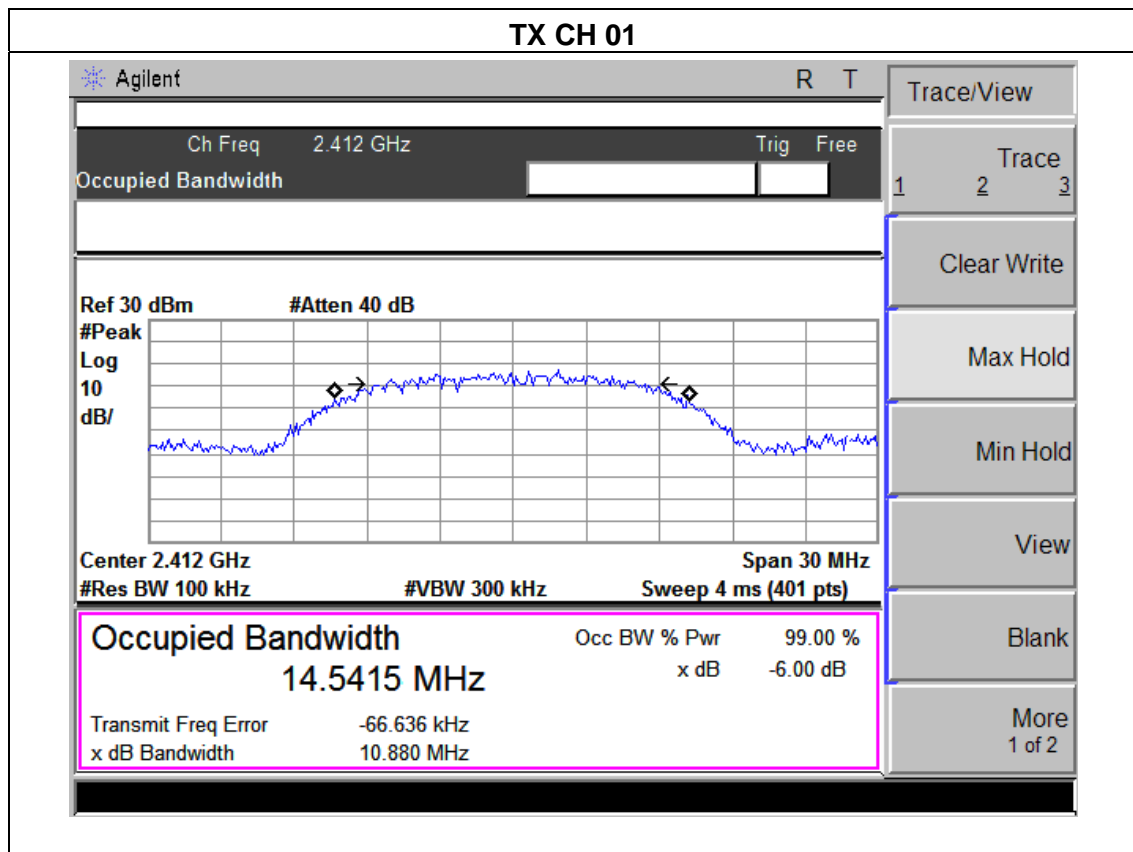 TX CH 01
Agilent R T
Ch Freq 2.412 GHz Trig Free
Occupied Bandwidth
Ref 30 dBm #Atten 40 dB
#Peak
Log
10
dB/
Center 2.412 GHz Span 30 MHz
#Res BW 100 kHz #VBW 300 kHz Sweep 4 ms (401 pts)
Occupied Bandwidth Occ BW % Pwr 99.00 %
14.5415 MHz x dB -6.00 dB
Transmit Freq Error -66.636 kHz
x dB Bandwidth 10.880 MHz
Trace/View
Trace
1 2 3
Clear Write
Max Hold
Min Hold
View
Blank
More
1 of 2